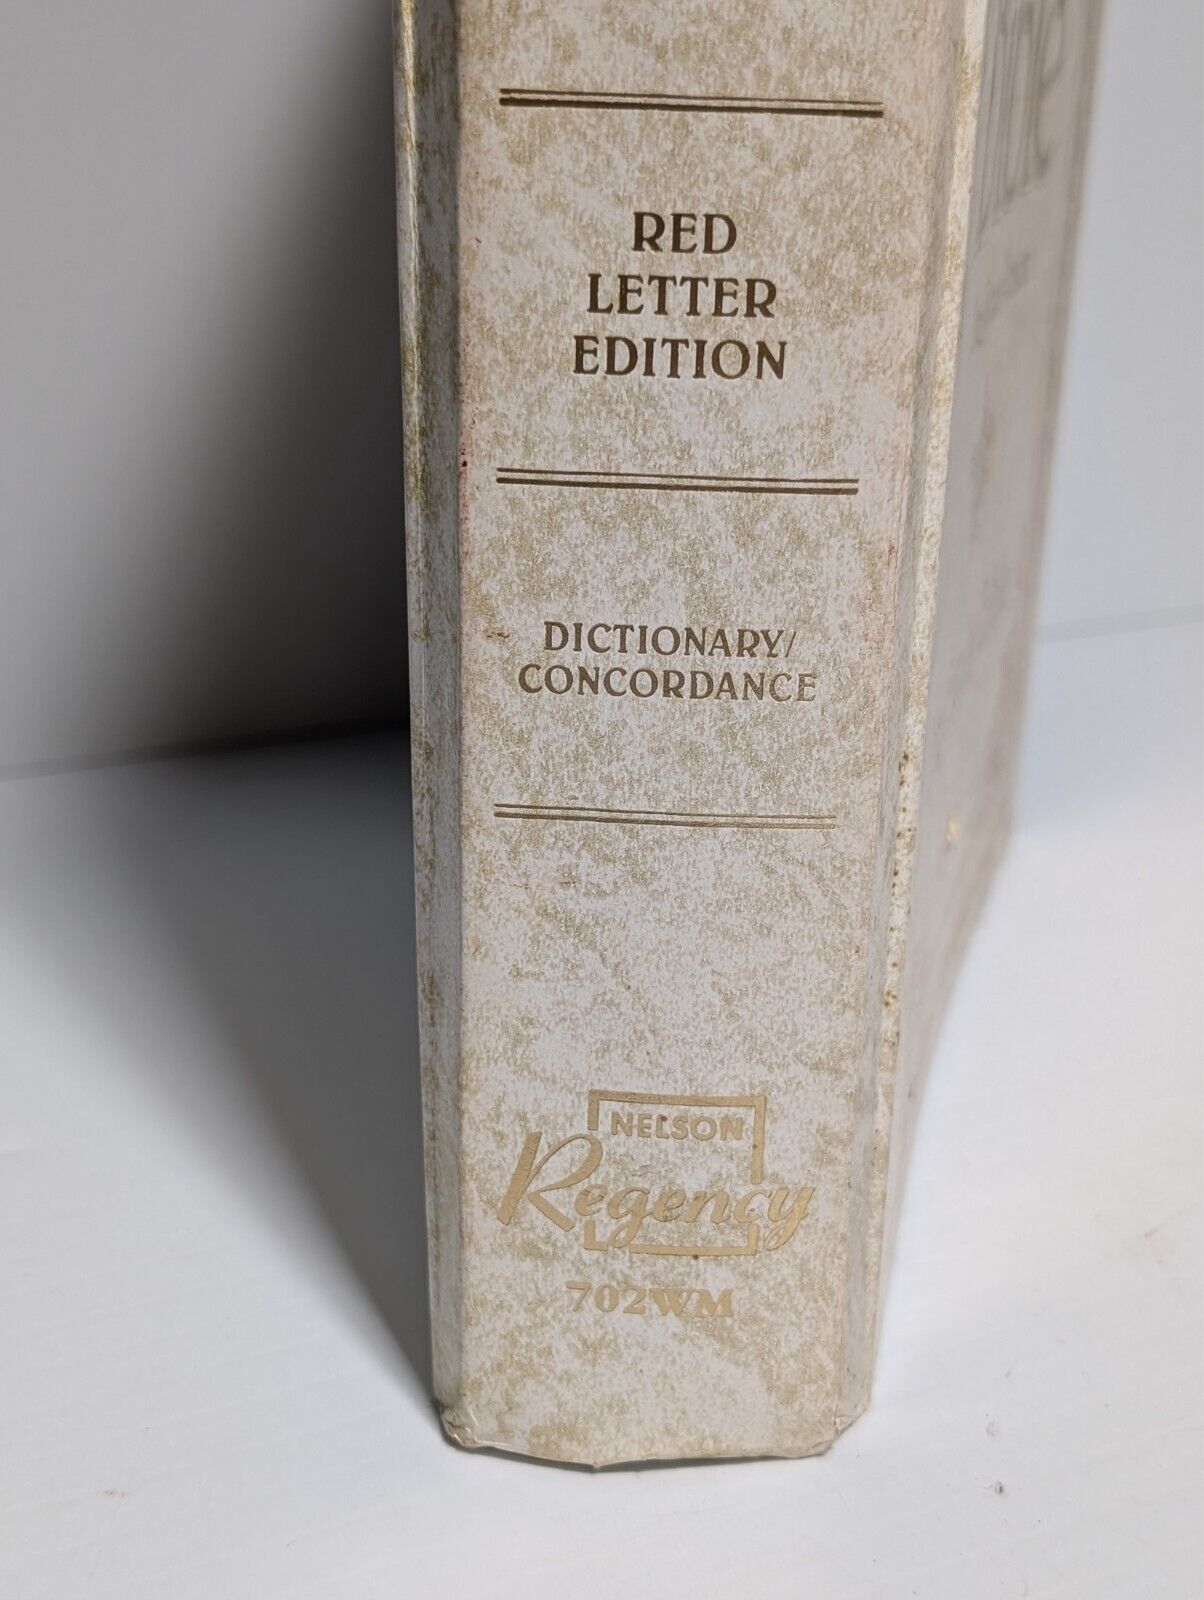 RED
LETTER
EDITION
DICTIONARY/
CONCORDANCE
NELSON
Regency
702WM